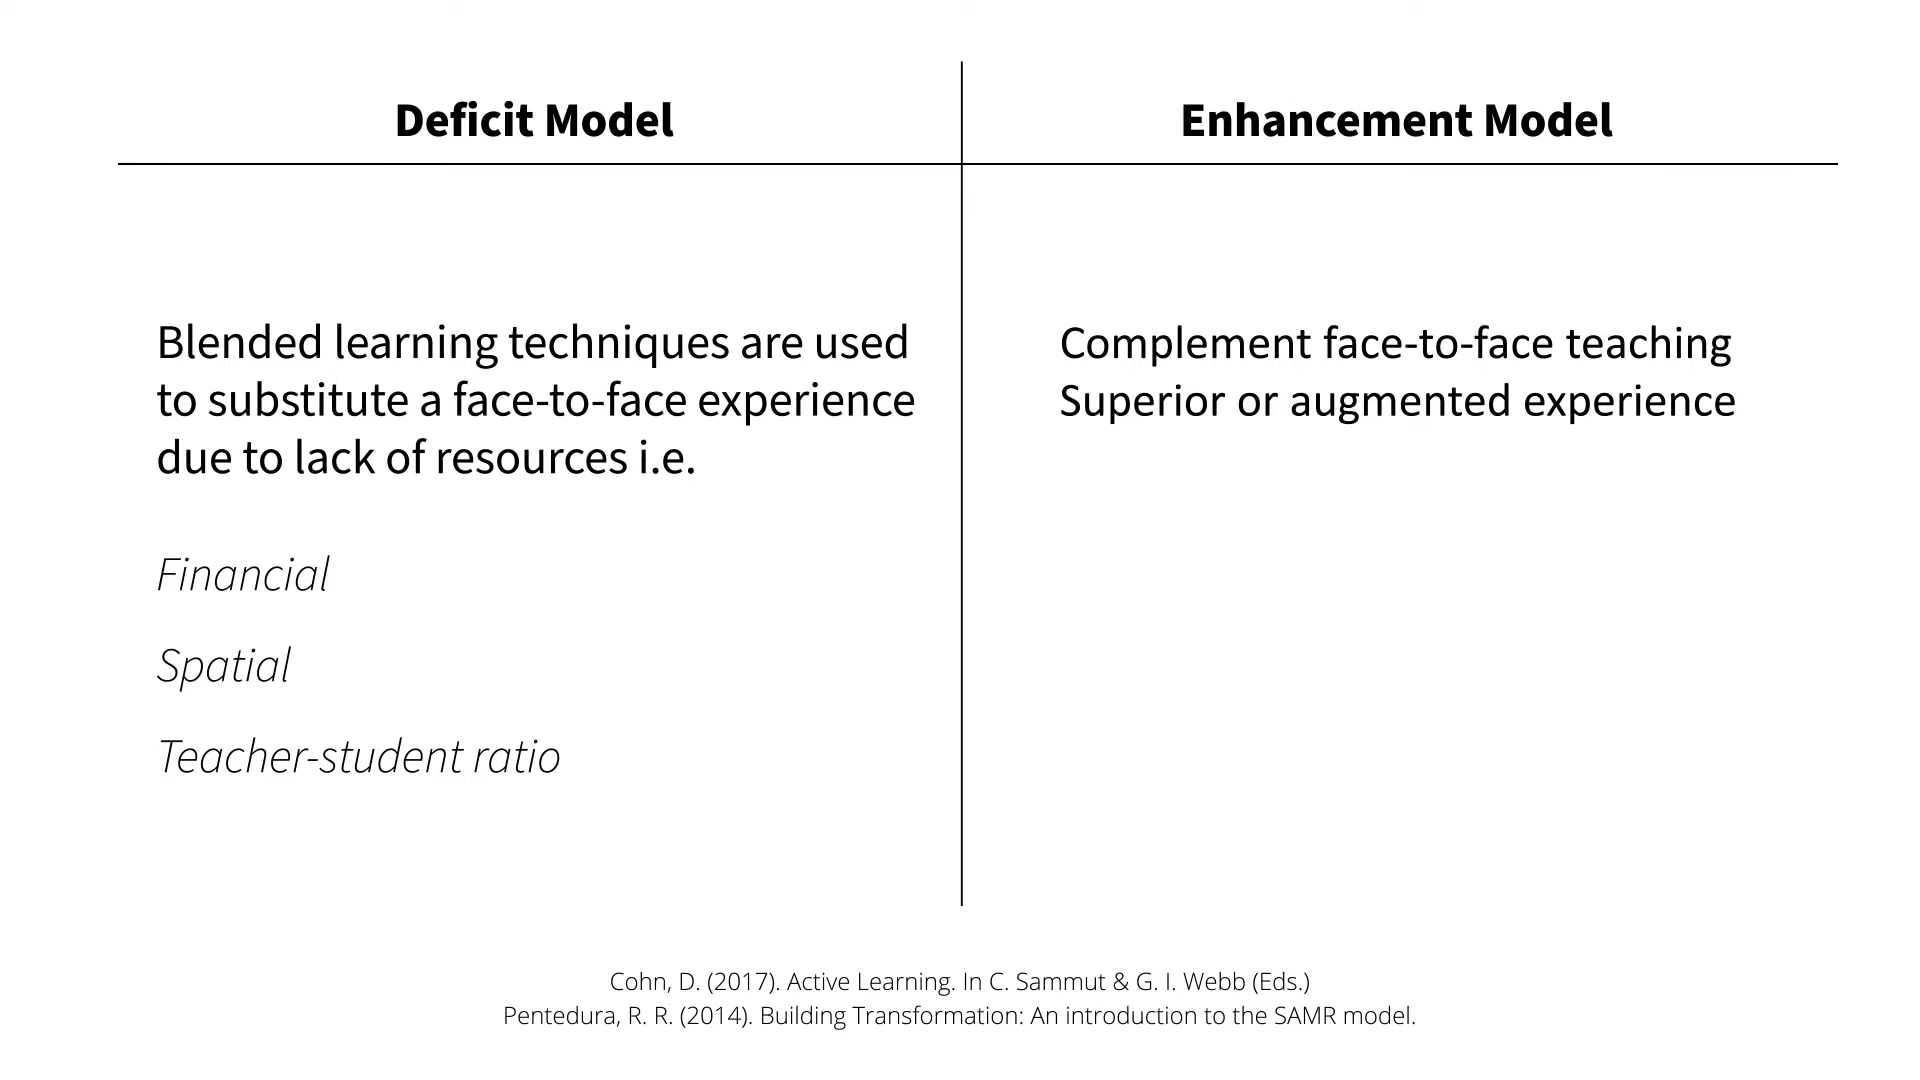 Deficit Model
Blended learning techniques are used
to substitute a face-to-face experience
due to lack of resources i.e.
Financial
Spatial
Teacher-student ratio
Enhancement Model
Complement face-to-face teaching
Superior or augmented experience
Cohn, D. (2017). Active Learning. In C. Sammut & G. I. Webb (Eds.)
Pentedura, R. R. (2014). Building Transformation: An introduction to the SAMR model.